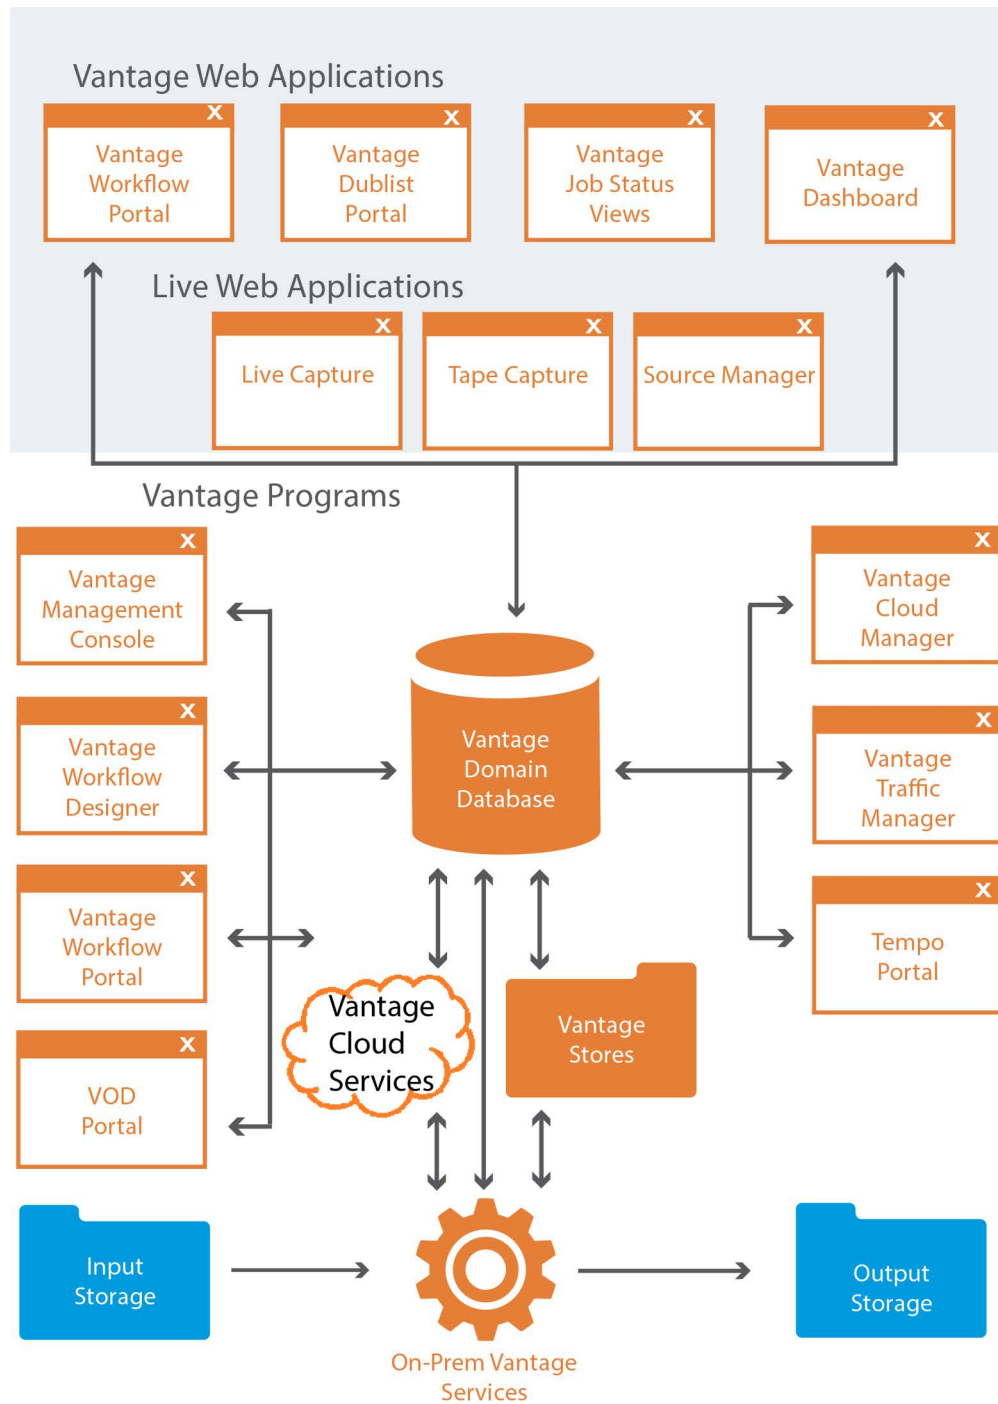 Vantage Web Applications
X
X
X
X
Vantage
Workflow
Portal
Vantage
Dublist
Portal
Vantage
Job Status
Views
Vantage
Dashboard
Live Web Applications
X
X
X
Live Capture
Tape Capture
Source Manager
Vantage Programs
X
Vantage
Management
Console
X
Vantage
Workflow
Designer
X
Vantage
Workflow
Portal
X
VOD
Portal
Vantage
Domain
Database
X
Vantage
Cloud
Manager
X
Vantage
Traffic
Manager
X
Tempo
Portal
Vantage
Cloud
Services
Vantage
Stores
Input
Storage
On-Prem Vantage
Services
Output
Storage